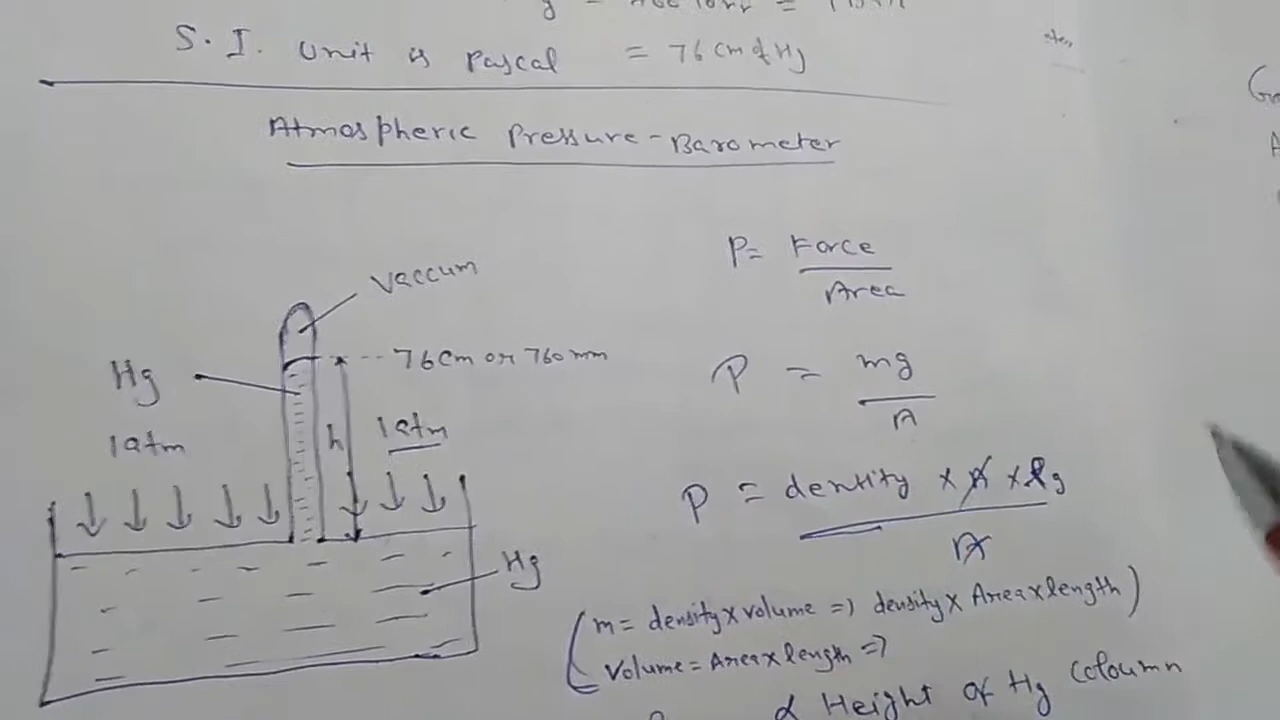 S.I. Unit is Pascal = 76 cm of Hg
Atmospheric Pressure - Barometer
Vaccum
76cm or 760 mm
Hg
1atm
h
1atm
Hg
P = Force
Area
P = mg
A
P = density × A × lg
A
(m = density × volume => density × Area × length)
Volume = Area × length =>
α Height of Hg Coloumn